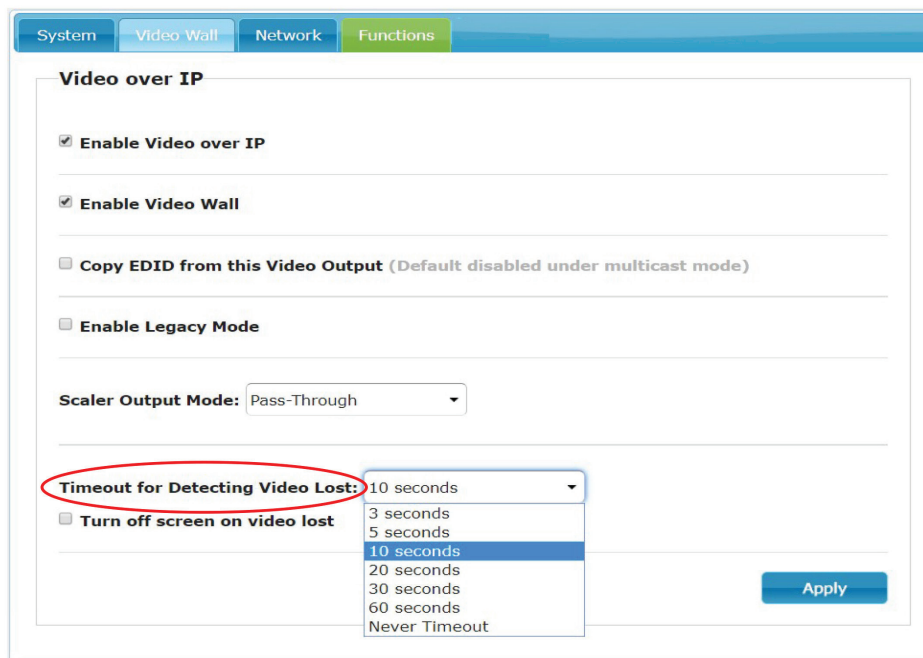 System Video Wall Network Functions
Video over IP
Enable Video over IP
Enable Video Wall
Copy EDID from this Video Output (Default disabled under multicast mode)
Enable Legacy Mode
Scaler Output Mode: Pass-Through
Timeout for Detecting Video Lost: 10 seconds
Turn off screen on video lost
3 seconds
5 seconds
10 seconds
20 seconds
30 seconds
60 seconds
Never Timeout
Apply